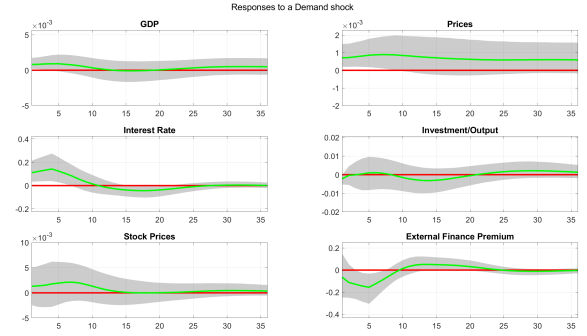 Responses to a Demand shock
×10⁻³
GDP
5
0
-5
5 10 15 20 25 30 35
×10⁻³
Prices
2
1
0
-1
-2
5 10 15 20 25 30 35
Interest Rate
0.4
0.2
0
-0.2
5 10 15 20 25 30 35
Investment/Output
0.02
0.01
0
-0.01
-0.02
5 10 15 20 25 30 35
×10⁻³
Stock Prices
10
5
0
-5
5 10 15 20 25 30 35
External Finance Premium
0.2
0
-0.2
-0.4
5 10 15 20 25 30 35